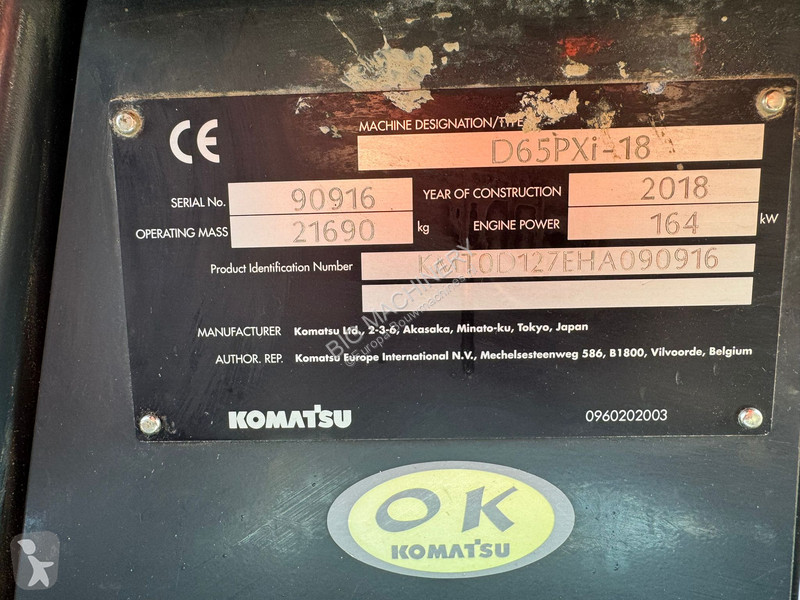 CE
MACHINE DESIGNATION/TYPE
D65PXi-18
SERIAL No. 90916 YEAR OF CONSTRUCTION 2018
OPERATING MASS 21690 kg ENGINE POWER 164 kW
Product Identification Number KMT0D127EHA090916
MANUFACTURER Komatsu Ltd., 2-3-6, Akasaka, Minato-ku, Tokyo, Japan
AUTHOR. REP. Komatsu Europe International N.V., Mechelsesteenweg 586, B1800, Vilvoorde, Belgium
KOMATSU 0960202003
OK
KOMATSU
BIG MACHINERY